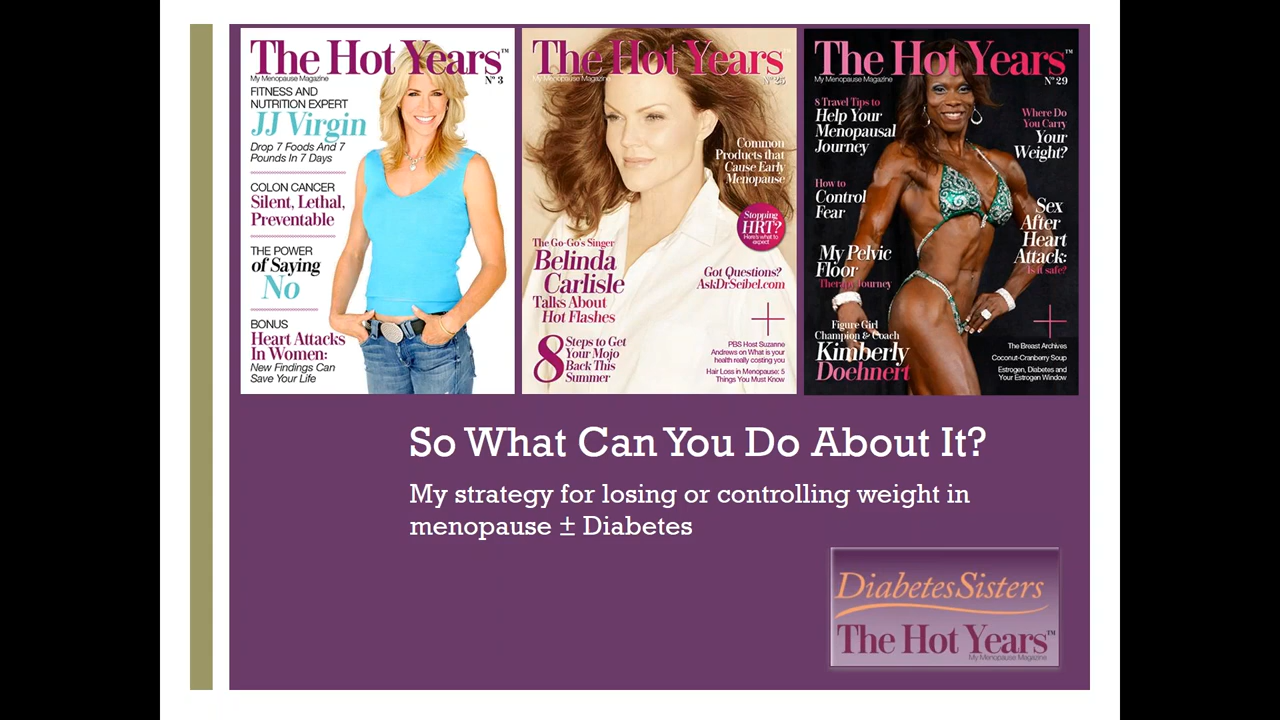 The Hot Years™
My Menopause Magazine
Nº 3
FITNESS AND
NUTRITION EXPERT
JJ Virgin
Drop 7 Foods And 7
Pounds In 7 Days
COLON CANCER
Silent, Lethal,
Preventable
THE POWER
of Saying
No
BONUS
Heart Attacks
In Women:
New Findings Can
Save Your Life
The Hot Years™
My Menopause Magazine
Nº 25
Common
Products that
Cause Early
Menopause
Stopping
HRT?
Here's what to
expect
The Go-Go's Singer
Belinda
Carlisle
Talks About
Hot Flashes
Got Questions?
AskDrSeibel.com
8 Steps to Get
Your Mojo
Back This
Summer
PBS Host Suzanne
Andrews on What is your
health really costing you
Hair Loss in Menopause: 5
Things You Must Know
The Hot Years™
My Menopause Magazine
Nº 29
8 Travel Tips to
Help Your
Menopausal
Journey
Where Do
You Carry
Your
Weight?
How to
Control
Fear
Sex
After
Heart
Attack:
Is it safe?
My Pelvic
Floor
Therapy Journey
Figure Girl
Champion & Coach
Kimberly
Doehnert
The Breast Archives
Coconut-Cranberry Soup
Estrogen, Diabetes and
Your Estrogen Window
So What Can You Do About It?
My strategy for losing or controlling weight in
menopause ± Diabetes
DiabetesSisters
The Hot Years™
My Menopause Magazine